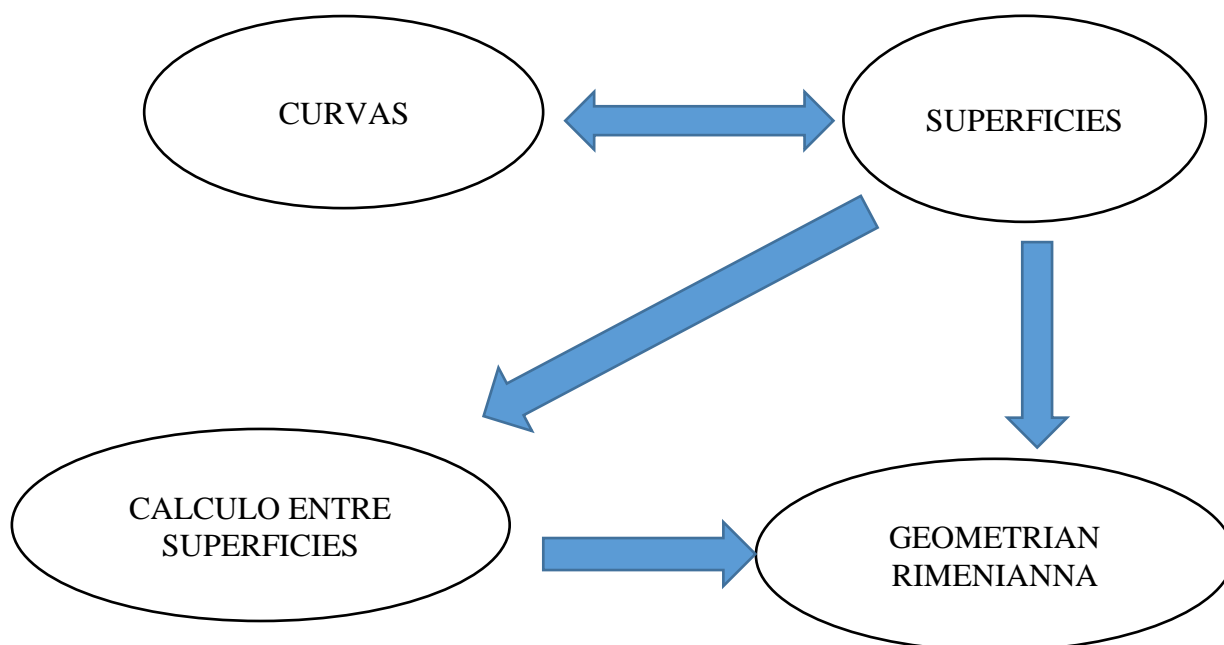 CURVAS
SUPERFICIES
CALCULO ENTRE
SUPERFICIES
GEOMETRIAN
RIMENIANNA